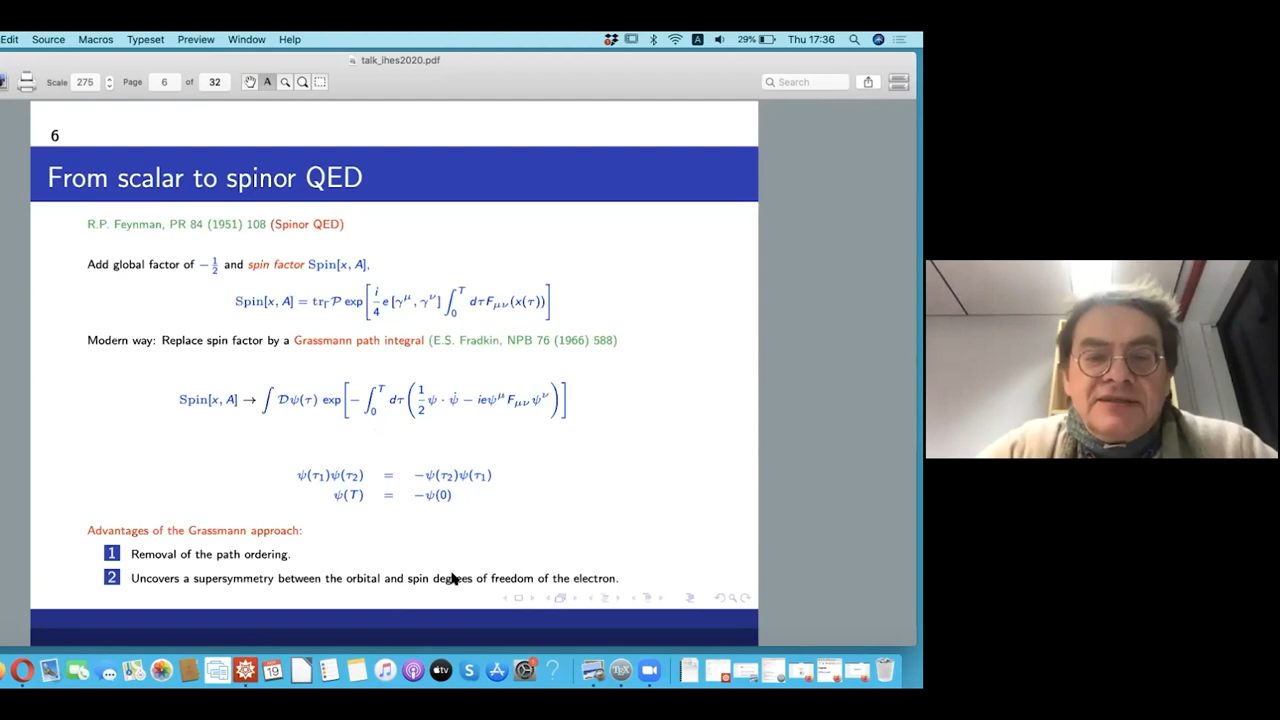 Edit Source Macros Typeset Preview Window Help 29% Thu 17:36
talk_ihes2020.pdf
Scale 275 Page 6 of 32 Search
6
From scalar to spinor QED
R.P. Feynman, PR 84 (1951) 108 (Spinor QED)
Add global factor of −1/2 and spin factor Spin[x, A],
Spin[x, A] = tr_Γ 𝒫 exp[i/4 e [γ^μ, γ^ν] ∫_0^T dτ F_μν(x(τ))]
Modern way: Replace spin factor by a Grassmann path integral (E.S. Fradkin, NPB 76 (1966) 588)
Spin[x, A] → ∫ 𝒟ψ(τ) exp[− ∫_0^T dτ (1/2 ψ · ψ̇ − ieψ^μ F_μν ψ^ν)]
ψ(τ₁)ψ(τ₂) = −ψ(τ₂)ψ(τ₁)
ψ(T) = −ψ(0)
Advantages of the Grassmann approach:
1 Removal of the path ordering.
2 Uncovers a supersymmetry between the orbital and spin degrees of freedom of the electron.